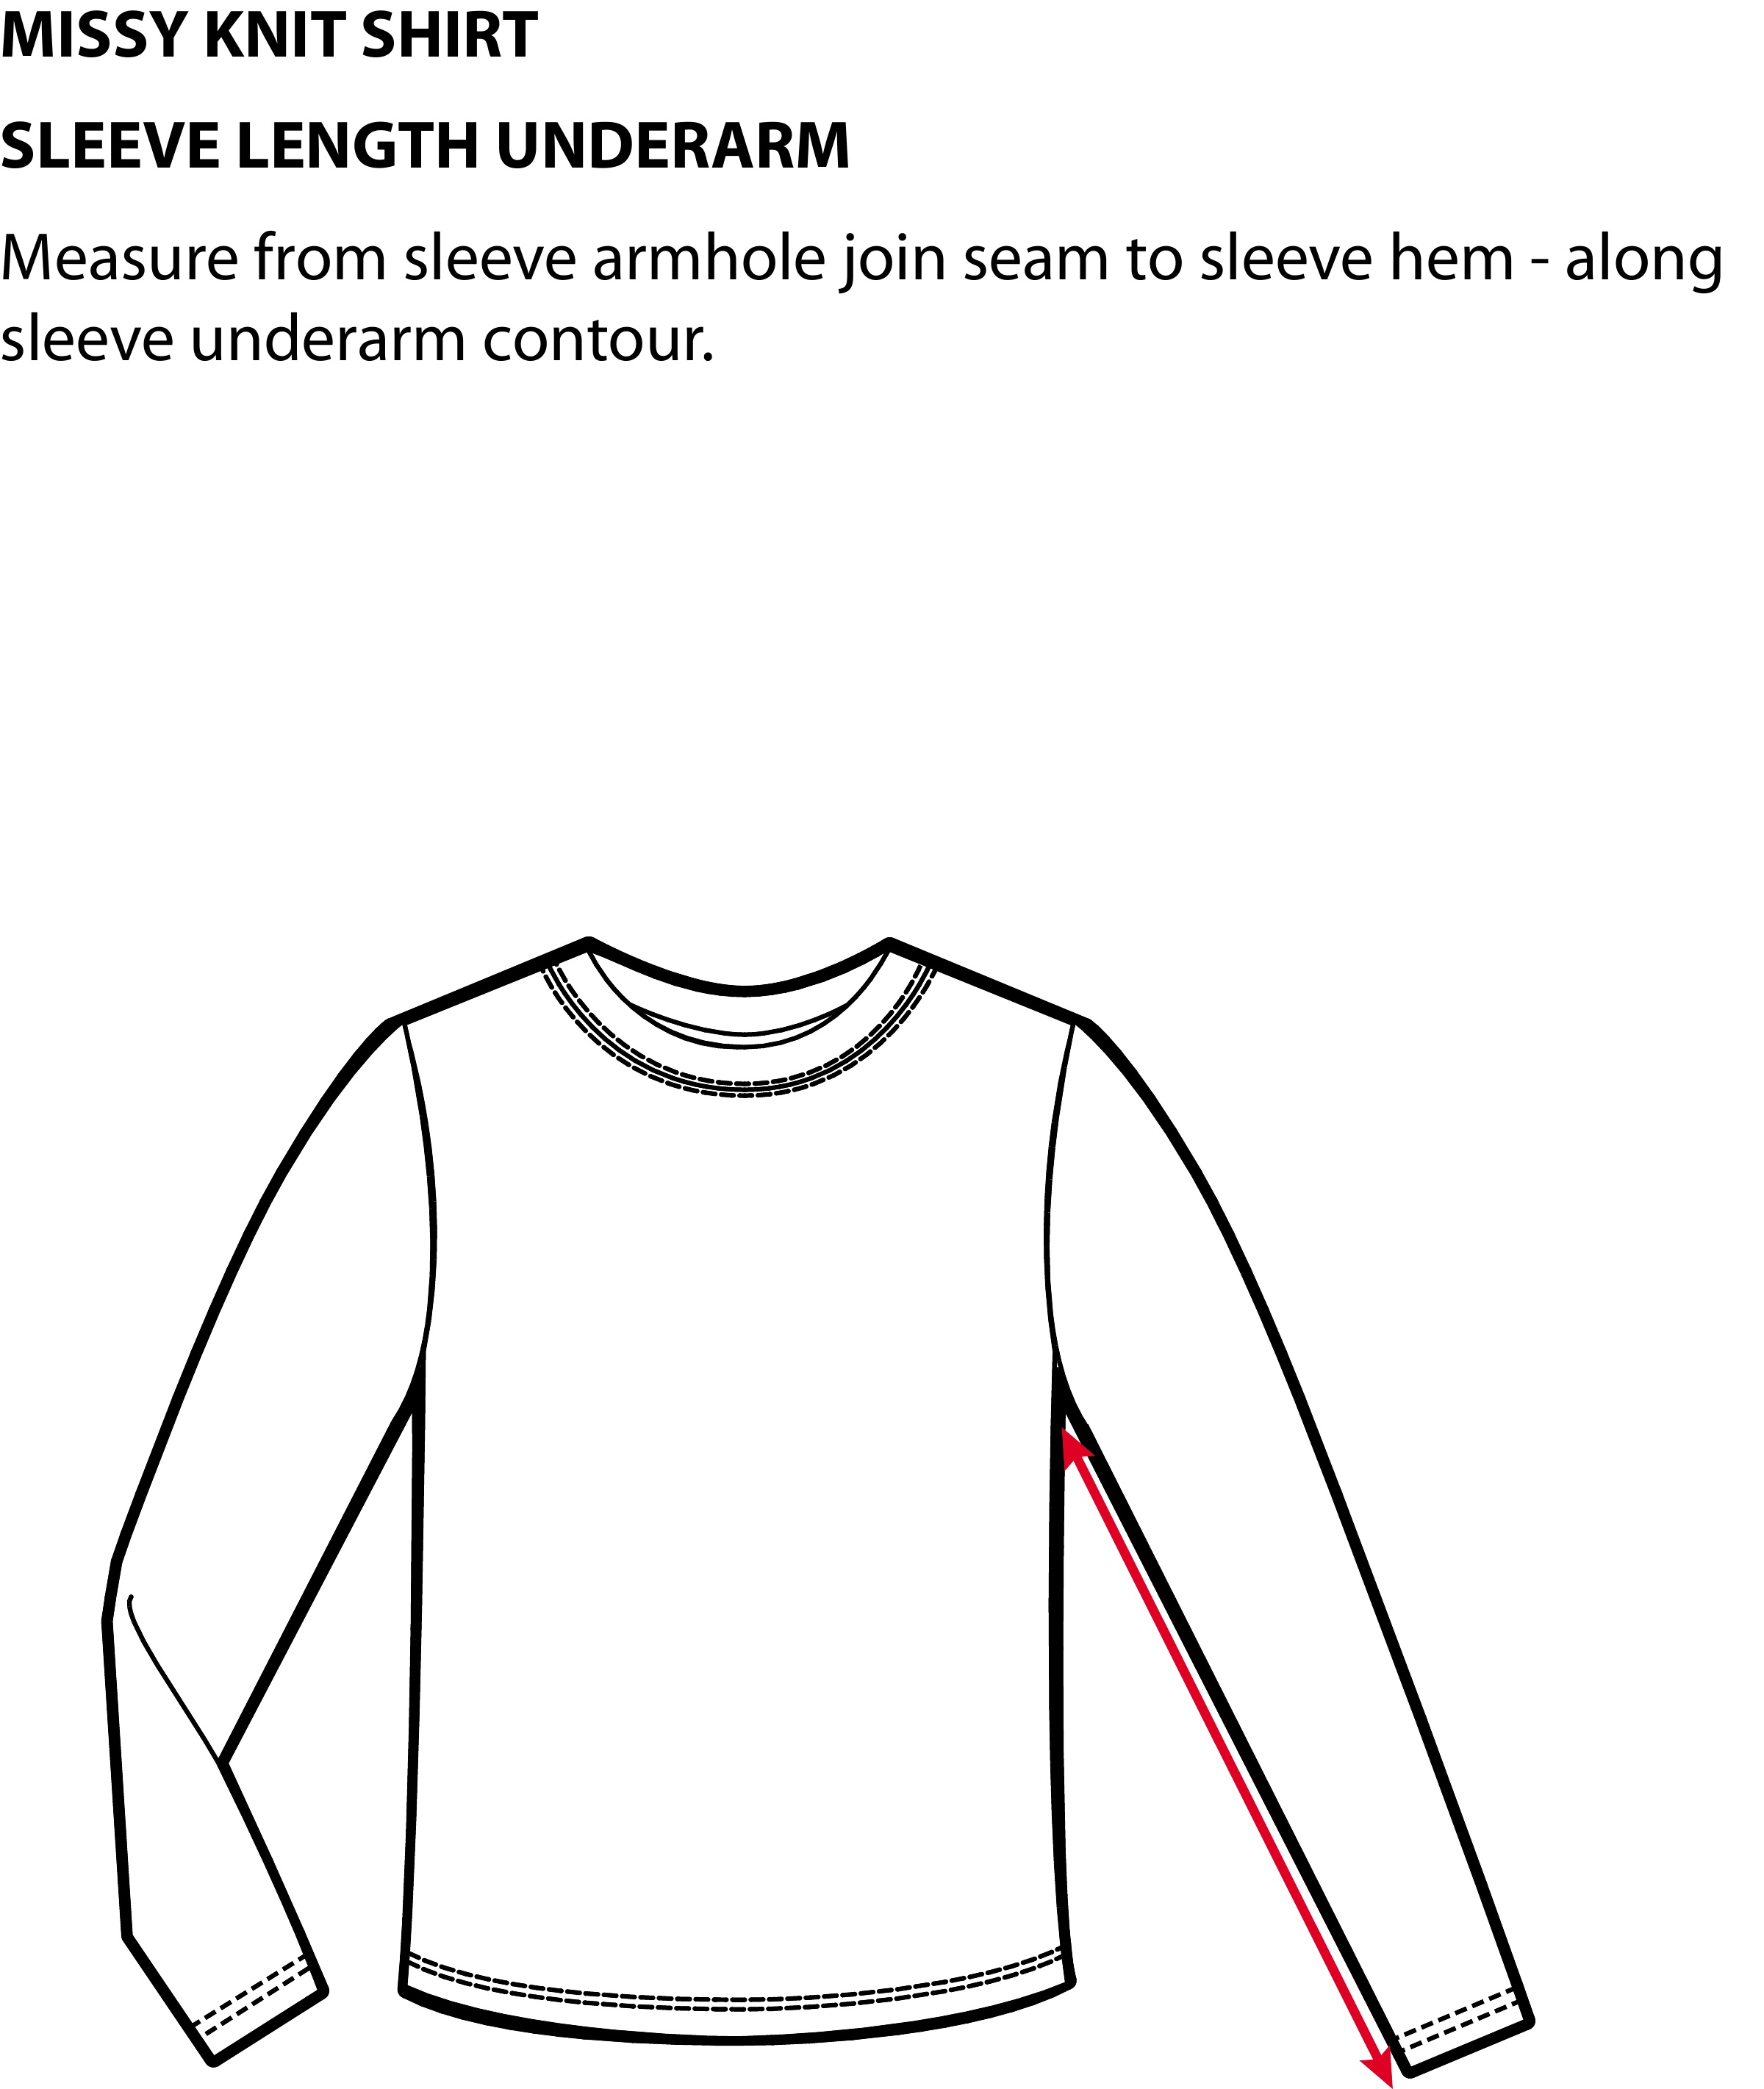 MISSY KNIT SHIRT
SLEEVE LENGTH UNDERARM
Measure from sleeve armhole join seam to sleeve hem - along
sleeve underarm contour.